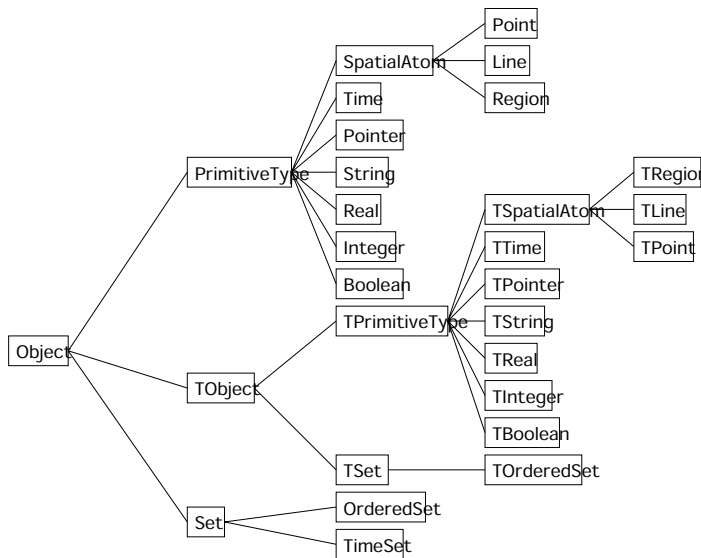 Point
SpatialAtom
Line
Time
Region
Pointer
PrimitiveType
String
TRegion
Real
TSpatialAtom
TLine
Integer
TTime
TPoint
Boolean
TPointer
TPrimitiveType
TString
Object
TReal
TObject
TInteger
TBoolean
TSet
TOrderedSet
OrderedSet
Set
TimeSet